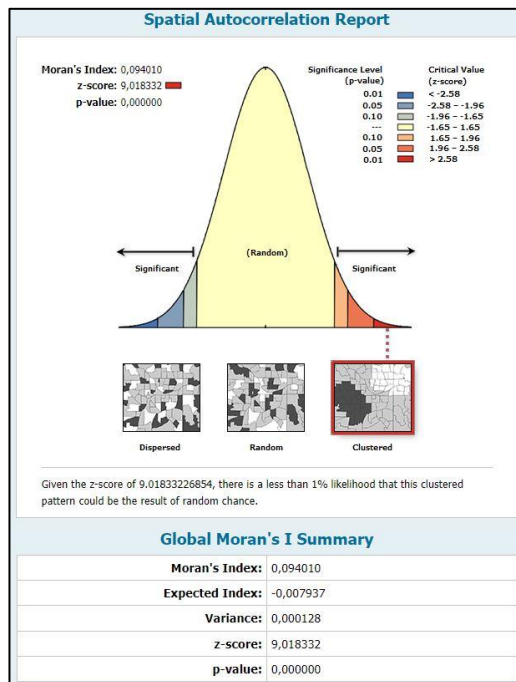 Spatial Autocorrelation Report
Moran's Index: 0,094010
z-score: 9,018332
p-value: 0,000000
Significance Level
(p-value)
Critical Value
(z-score)
0.01 < -2.58
0.05 -2.58 – -1.96
0.10 -1.96 – -1.65
--- -1.65 – 1.65
0.10 1.65 – 1.96
0.05 1.96 – 2.58
0.01 > 2.58
Significant
(Random)
Significant
Dispersed
Random
Clustered
Given the z-score of 9.01833226854, there is a less than 1% likelihood that this clustered
pattern could be the result of random chance.
Global Moran's I Summary
Moran's Index: 0,094010
Expected Index: -0,007937
Variance: 0,000128
z-score: 9,018332
p-value: 0,000000